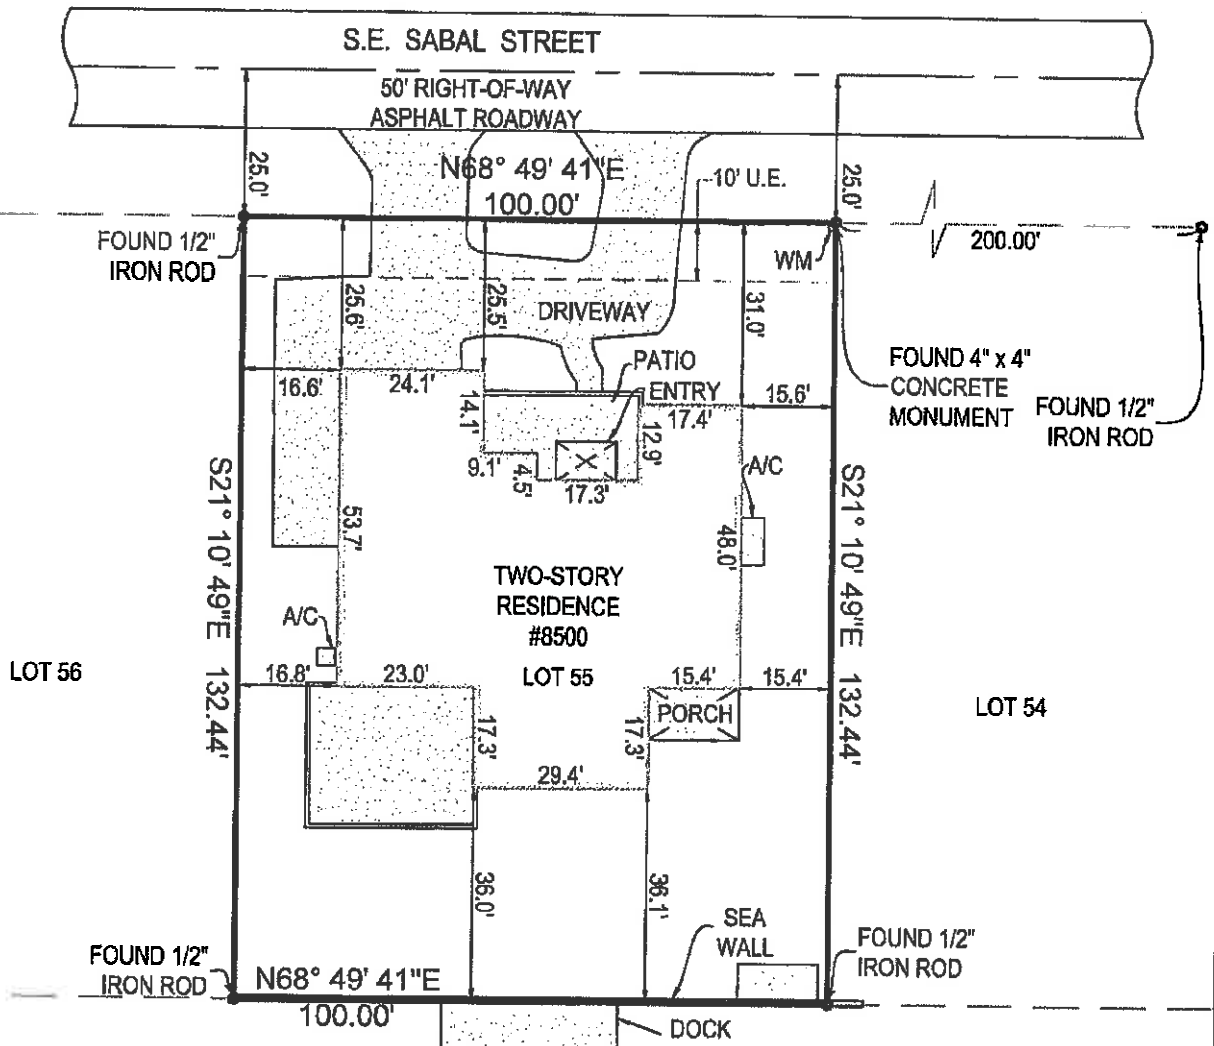 S.E. SABAL STREET
50' RIGHT-OF-WAY
ASPHALT ROADWAY
25.0'
N68° 49' 41"E
100.00'
10' U.E.
25.0'
FOUND 1/2"
IRON ROD
WM
200.00'
25.6'
25.5'
DRIVEWAY
31.0'
FOUND 4" x 4"
CONCRETE
MONUMENT
FOUND 1/2"
IRON ROD
PATIO
ENTRY
16.6'
24.1'
17.4'
15.6'
14.1'
12.9'
9.1'
4.5'
17.3'
A/C
S21° 10' 49"E 132.44'
53.7'
48.0'
S21° 10' 49"E 132.44'
TWO-STORY
RESIDENCE
#8500
LOT 55
A/C
LOT 56
16.8'
23.0'
15.4'
15.4'
LOT 54
PORCH
17.3'
17.3'
29.4'
36.0'
36.1'
SEA
WALL
FOUND 1/2"
IRON ROD
FOUND 1/2"
IRON ROD
N68° 49' 41"E
100.00'
DOCK